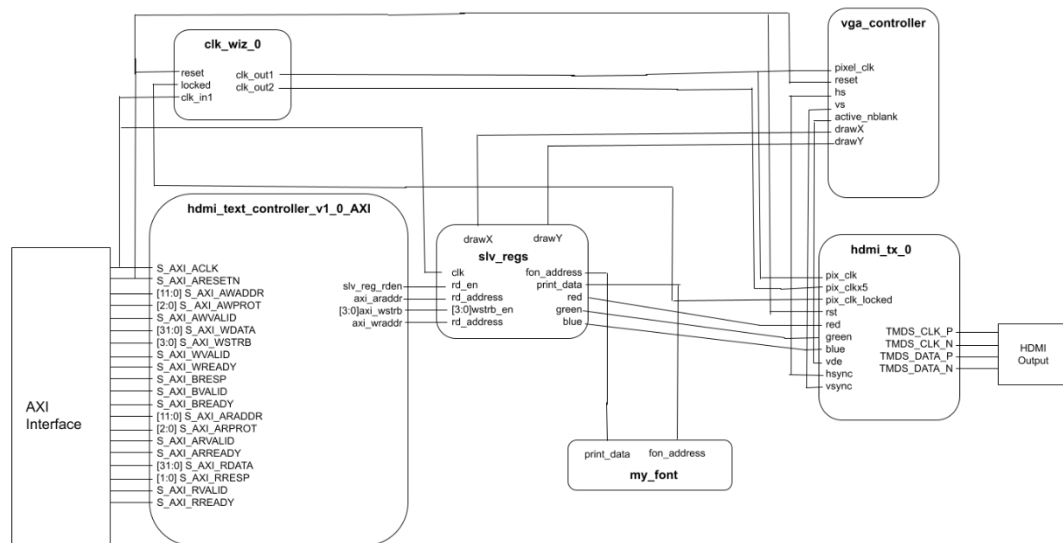 clk_wiz_0
reset
locked
clk_in1
clk_out1
clk_out2
vga_controller
pixel_clk
reset
hs
vs
active_nblank
drawX
drawY
AXI
Interface
hdmi_text_controller_v1_0_AXI
S_AXI_ACLK
S_AXI_ARESETN
[11:0] S_AXI_AWADDR
[2:0] S_AXI_AWPROT
S_AXI_AWVALID
[31:0] S_AXI_WDATA
[3:0] S_AXI_WSTRB
S_AXI_WVALID
S_AXI_WREADY
S_AXI_BRESP
S_AXI_BVALID
S_AXI_BREADY
[11:0] S_AXI_ARADDR
[2:0] S_AXI_ARPROT
S_AXI_ARVALID
S_AXI_ARREADY
[31:0] S_AXI_RDATA
[1:0] S_AXI_RRESP
S_AXI_RVALID
S_AXI_RREADY
slv_reg_rden
axi_araddr
[3:0]axi_wstrb
axi_wraddr
drawX drawY
slv_regs
clk
rd_en
rd_address
[3:0]wstrb_en
rd_address
fon_address
print_data
red
green
blue
print_data fon_address
my_font
hdmi_tx_0
pix_clk
pix_clkx5
pix_clk_locked
rst
red
green
blue
vde
hsync
vsync
TMDS_CLK_P
TMDS_CLK_N
TMDS_DATA_P
TMDS_DATA_N
HDMI
Output